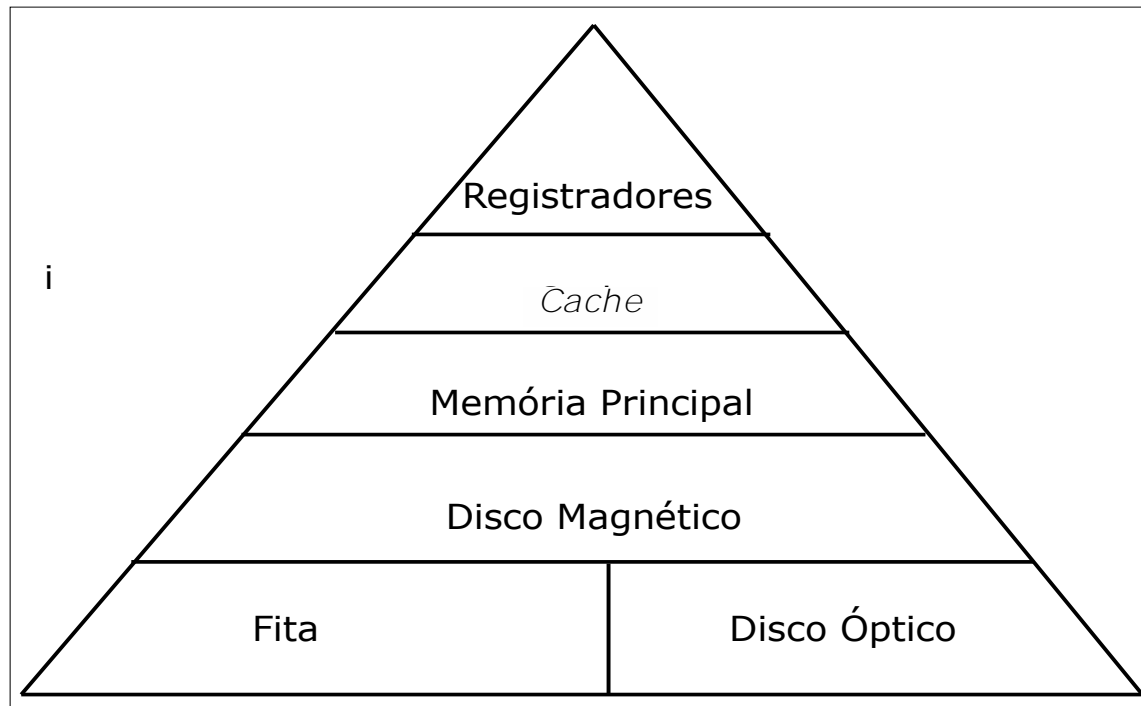 Registradores
i
Cache
Memória Principal
Disco Magnético
Fita
Disco Óptico